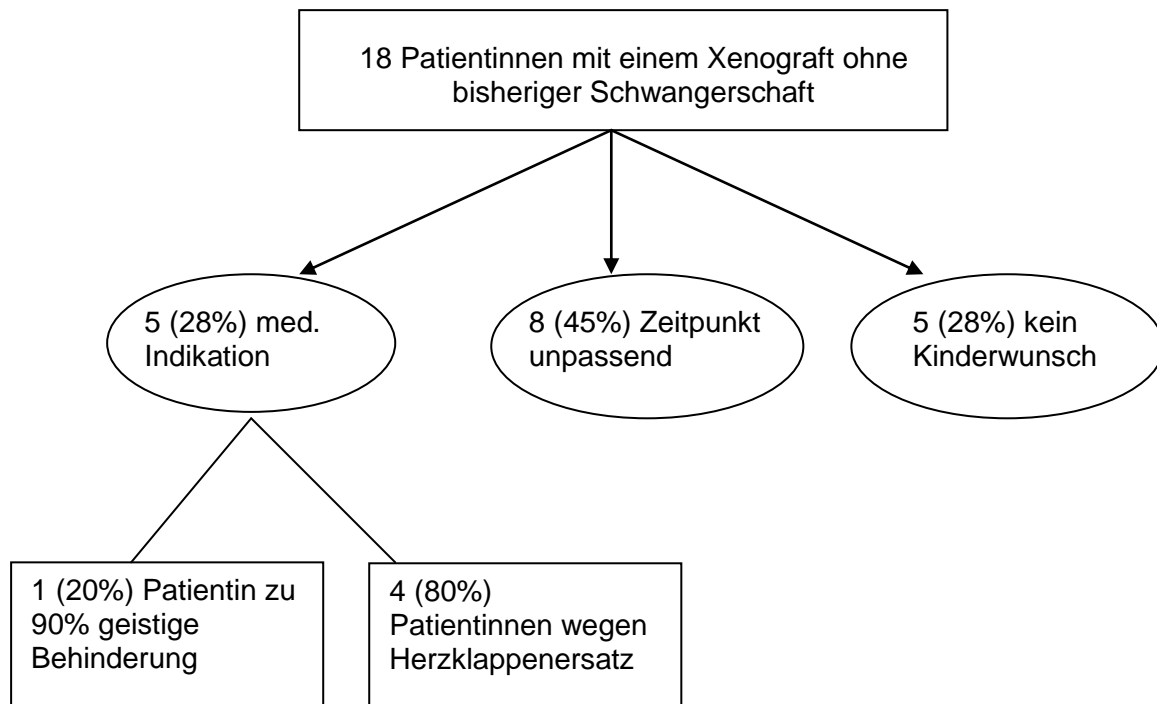 18 Patientinnen mit einem Xenograft ohne
bisheriger Schwangerschaft
5 (28%) med.
Indikation
8 (45%) Zeitpunkt
unpassend
5 (28%) kein
Kinderwunsch
1 (20%) Patientin zu
90% geistige
Behinderung
4 (80%)
Patientinnen wegen
Herzklappenersatz